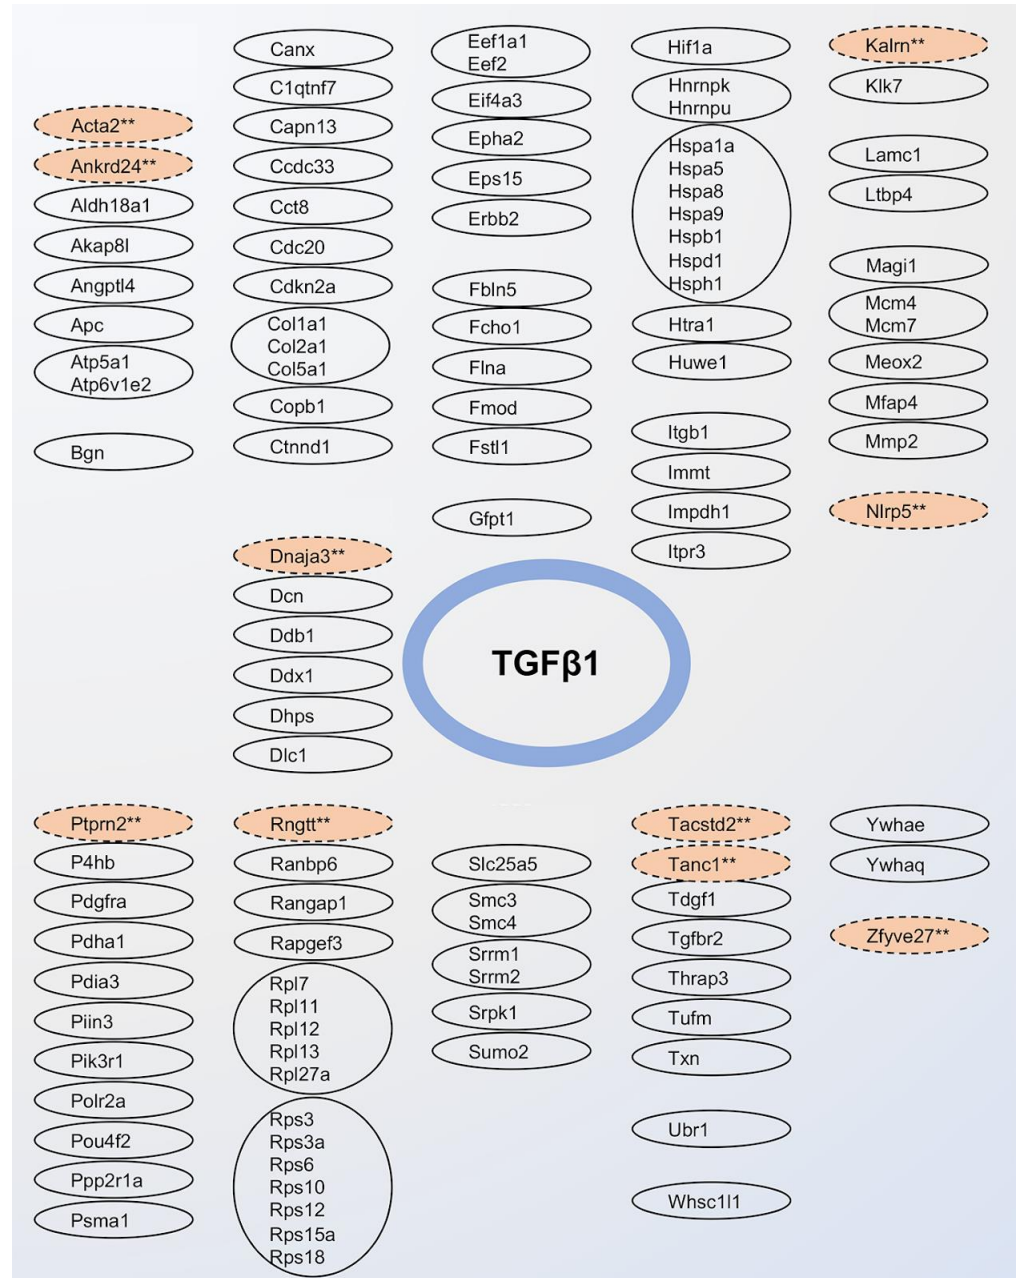 Acta2**
Ankrd24**
Aldh18a1
Akap8l
Angptl4
Apc
Atp5a1
Atp6v1e2
Bgn
Canx
C1qtnf7
Capn13
Ccdc33
Cct8
Cdc20
Cdkn2a
Col1a1
Col2a1
Col5a1
Copb1
Ctnnd1
Dnaja3**
Dcn
Ddb1
Ddx1
Dhps
Dlc1
Eef1a1
Eef2
Eif4a3
Epha2
Eps15
Erbb2
Fbln5
Fcho1
Flna
Fmod
Fstl1
Gfpt1
Hif1a
Hnrnpk
Hnrnpu
Hspa1a
Hspa5
Hspa8
Hspa9
Hspb1
Hspd1
Hsph1
Htra1
Huwe1
Itgb1
Immt
Impdh1
Itpr3
Kalrn**
Klk7
Lamc1
Ltbp4
Magi1
Mcm4
Mcm7
Meox2
Mfap4
Mmp2
Nlrp5**
TGFβ1
Ptprn2**
P4hb
Pdgfra
Pdha1
Pdia3
Piin3
Pik3r1
Polr2a
Pou4f2
Ppp2r1a
Psma1
Rngtt**
Ranbp6
Rangap1
Rapgef3
Rpl7
Rpl11
Rpl12
Rpl13
Rpl27a
Rps3
Rps3a
Rps6
Rps10
Rps12
Rps15a
Rps18
Slc25a5
Smc3
Smc4
Srrm1
Srrm2
Srpk1
Sumo2
Tacstd2**
Tanc1**
Tdgf1
Tgfbr2
Thrap3
Tufm
Txn
Ubr1
Whsc1l1
Ywhae
Ywhaq
Zfyve27**